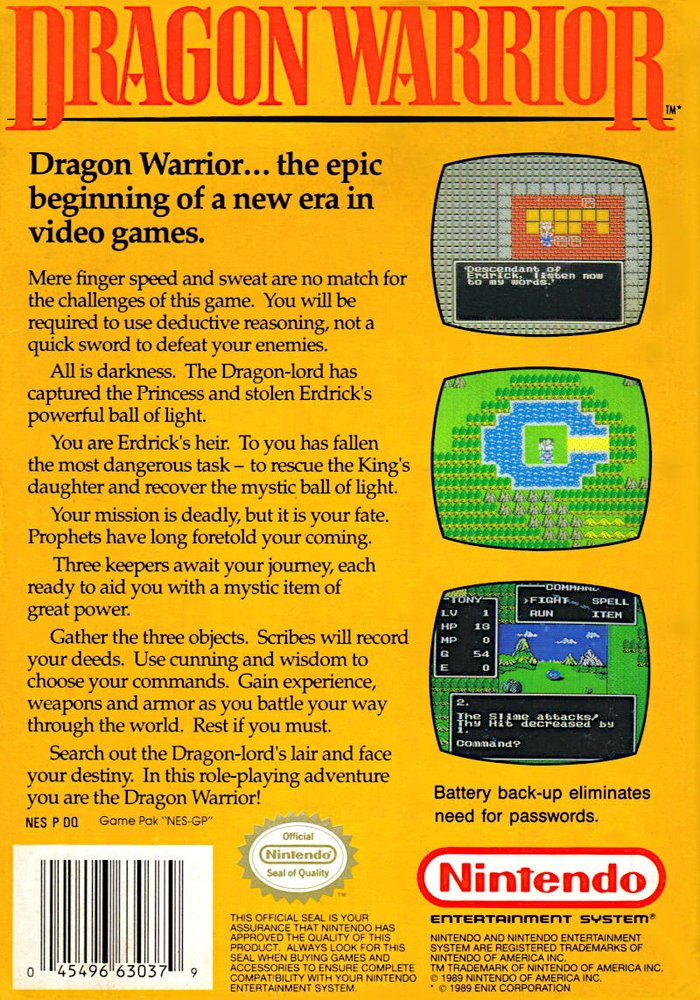 DRAGON WARRIOR
TM*
Dragon Warrior... the epic
beginning of a new era in
video games.
Mere finger speed and sweat are no match for
the challenges of this game. You will be
required to use deductive reasoning, not a
quick sword to defeat your enemies.
All is darkness. The Dragon-lord has
captured the Princess and stolen Erdrick's
powerful ball of light.
You are Erdrick's heir. To you has fallen
the most dangerous task – to rescue the King's
daughter and recover the mystic ball of light.
Your mission is deadly, but it is your fate.
Prophets have long foretold your coming.
Three keepers await your journey, each
ready to aid you with a mystic item of
great power.
Gather the three objects. Scribes will record
your deeds. Use cunning and wisdom to
choose your commands. Gain experience,
weapons and armor as you battle your way
through the world. Rest if you must.
Search out the Dragon-lord's lair and face
your destiny. In this role-playing adventure
you are the Dragon Warrior!
NES P DQ Game Pak "NES-GP"
'Descendant of
Erdrick, listen now
to my words.'
COMMAND
TONY
LV 1
HP 13
MP 0
G 54
E 0
›FIGHT SPELL
RUN ITEM
2.
The Slime attacks!
Thy Hit decreased by
1.
Command?
Battery back-up eliminates
need for passwords.
Official
Nintendo
Seal of Quality
TM
THIS OFFICIAL SEAL IS YOUR
ASSURANCE THAT NINTENDO HAS
APPROVED THE QUALITY OF THIS
PRODUCT. ALWAYS LOOK FOR THIS
SEAL WHEN BUYING GAMES AND
ACCESSORIES TO ENSURE COMPLETE
COMPATIBILITY WITH YOUR NINTENDO
ENTERTAINMENT SYSTEM.
0 45496 63037 9
Nintendo
ENTERTAINMENT SYSTEM®
NINTENDO AND NINTENDO ENTERTAINMENT
SYSTEM ARE REGISTERED TRADEMARKS OF
NINTENDO OF AMERICA INC.
TM TRADEMARK OF NINTENDO OF AMERICA INC.
© 1989 NINTENDO OF AMERICA INC.
* © 1989 ENIX CORPORATION